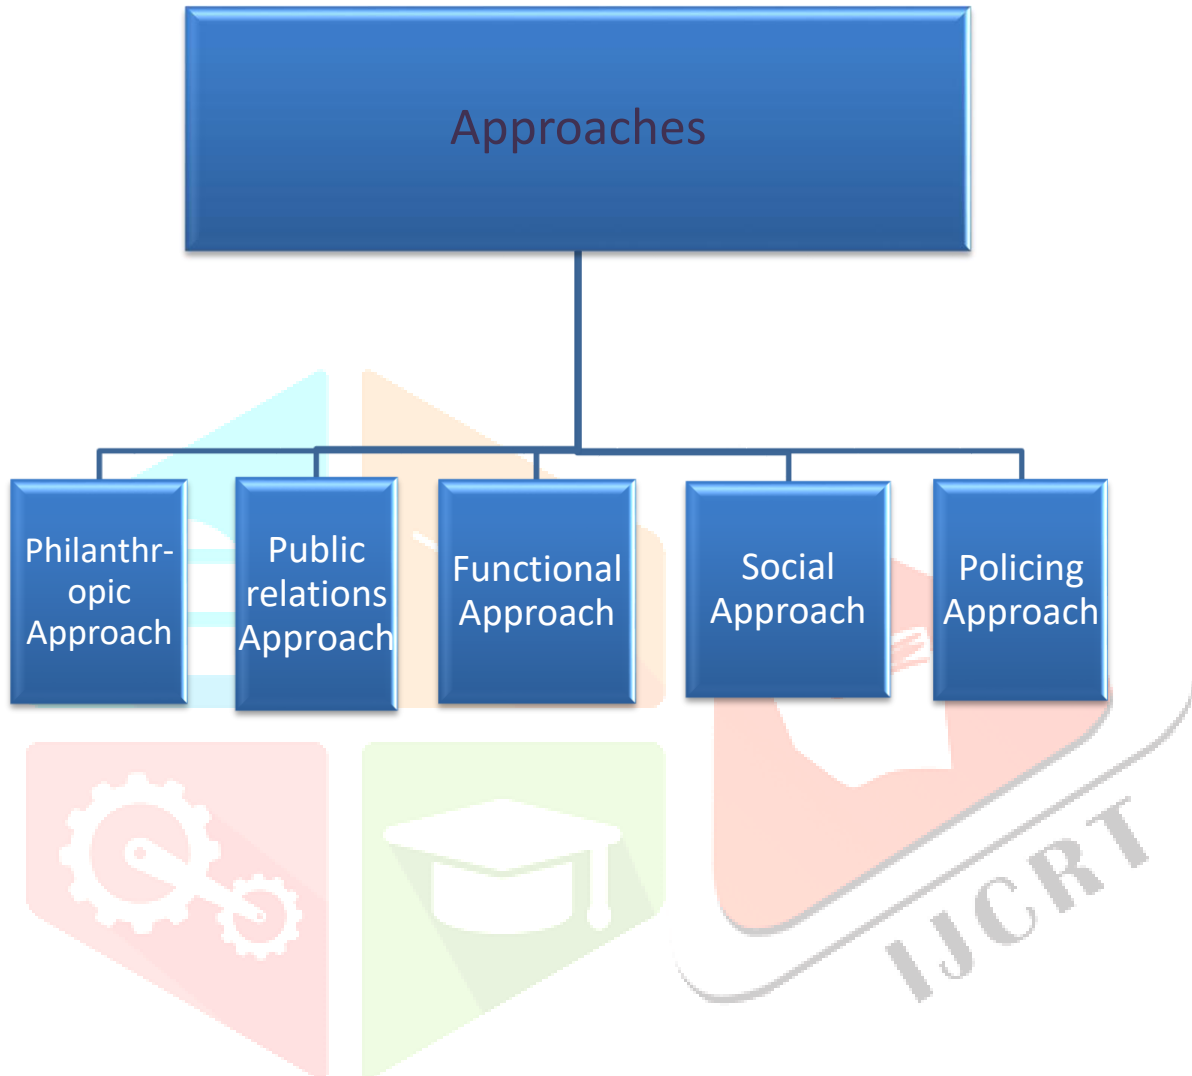 Approaches
Philanthr-
opic
Approach
Public
relations
Approach
Functional
Approach
Social
Approach
Policing
Approach
IJCRT